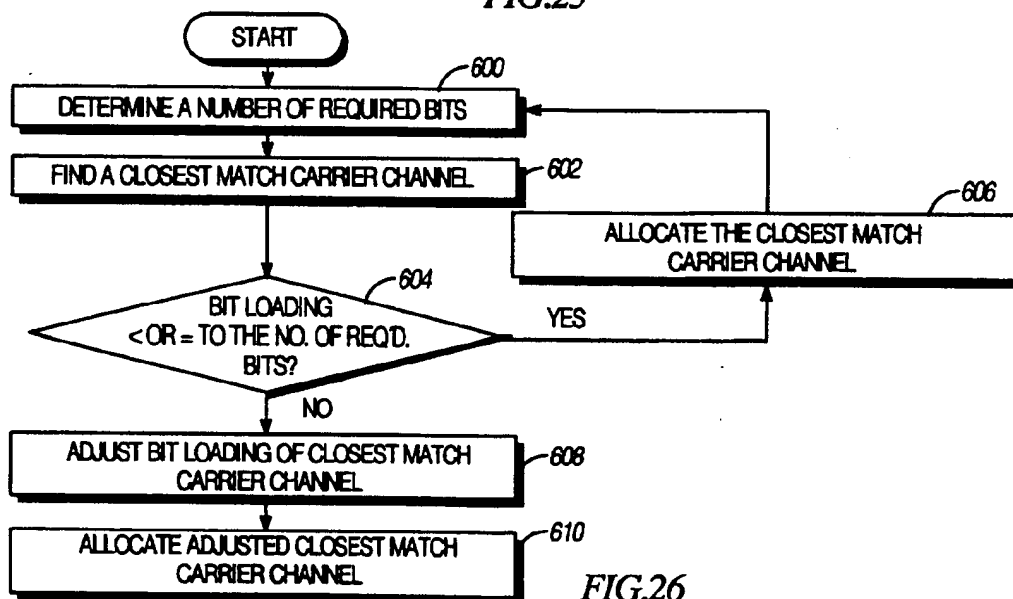 FIG.25
START
600
DETERMINE A NUMBER OF REQUIRED BITS
FIND A CLOSEST MATCH CARRIER CHANNEL
602
606
ALLOCATE THE CLOSEST MATCH
CARRIER CHANNEL
604
BIT LOADING
< OR = TO THE NO. OF REQ'D.
BITS?
YES
NO
ADJUST BIT LOADING OF CLOSEST MATCH
CARRIER CHANNEL
608
ALLOCATE ADJUSTED CLOSEST MATCH
CARRIER CHANNEL
610
FIG.26